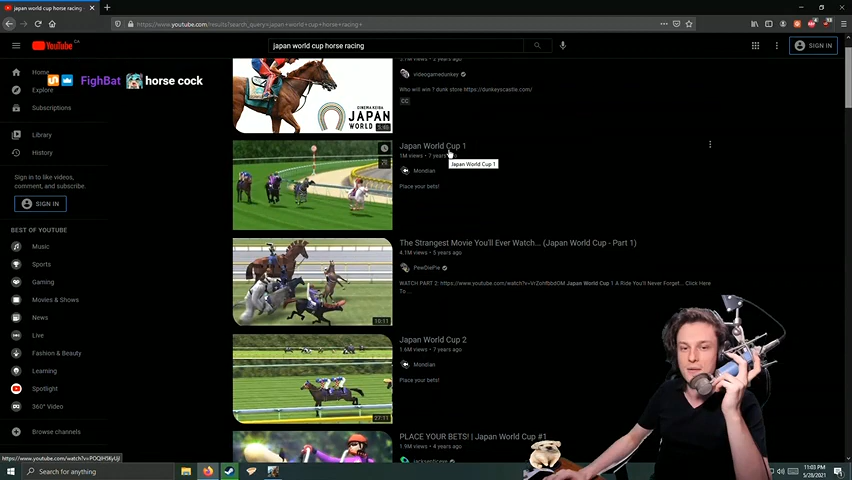 japan world cup horse racing
https://www.youtube.com/results?search_query=japan+world+cup+horse+racing
YouTube CA
japan world cup horse racing
SIGN IN
Home
Explore
Subscriptions
FighBat horse cock
Library
History
Sign in to like videos,
comment, and subscribe.
SIGN IN
BEST OF YOUTUBE
Music
Sports
Gaming
Movies & Shows
News
Live
Fashion & Beauty
Learning
Spotlight
360° Video
Browse channels
videogamedunkey
Who will win ? dunk store https://dunkeyscastle.com/
CC
JAPAN
WORLD
5:46
Japan World Cup 1
1M views • 7 years
Japan World Cup 1
Mondian
Place your bets!
The Strangest Movie You'll Ever Watch... (Japan World Cup - Part 1)
4.1M views • 5 years ago
PewDiePie
Japan World Cup 1 A Ride You'll Never Forget... Click Here
To ...
10:11
Japan World Cup 2
1.6M views • 7 years ago
Mondian
Place your bets!
27:11
PLACE YOUR BETS! | Japan World Cup #1
1.9M views • 4 years ago
jacksepticeye
Search for anything
11:03 PM
5/28/2021